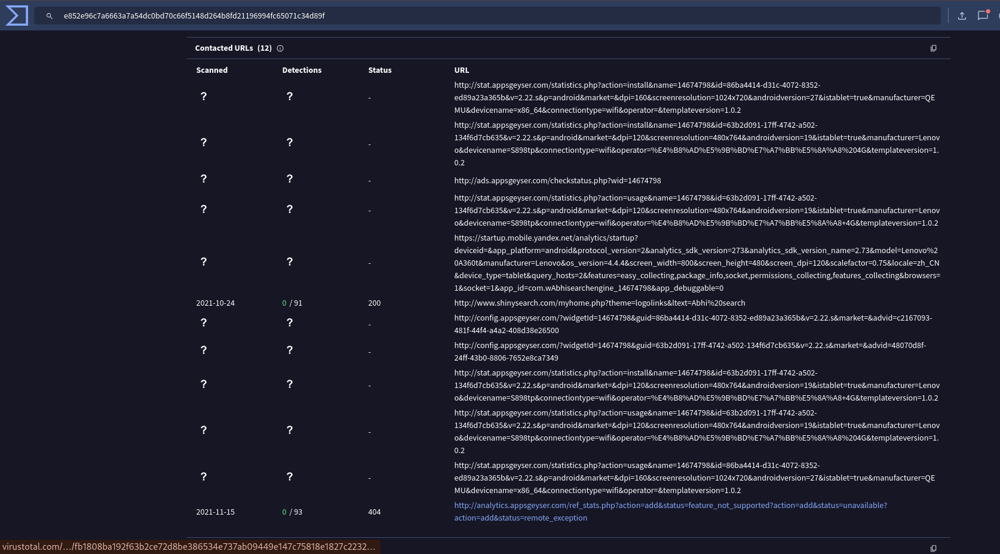 e852e96c7a6663a7a54dc0bd70c66f5148d264b8fd21196994fc65071c34d89f
Contacted URLs (12)
Scanned Detections Status URL
? ? - http://stat.appsgeyser.com/statistics.php?action=install&name=14674798&id=86ba4414-d31c-4072-8352-
ed89a23a365b&v=2.22.s&p=android&market=&dpi=160&screenresolution=1024x720&androidversion=27&istablet=true&manufacturer=QE
MU&devicename=x86_64&connectiontype=wifi&operator=&templateversion=1.0.2
? ? - http://stat.appsgeyser.com/statistics.php?action=install&name=14674798&id=63b2d091-17ff-4742-a502-
134f6d7cb635&v=2.22.s&p=android&market=&dpi=120&screenresolution=480x764&androidversion=19&istablet=true&manufacturer=Lenov
o&devicename=S898tp&connectiontype=wifi&operator=%E4%B8%AD%E5%9B%BD%E7%A7%BB%E5%8A%A8%204G&templateversion=1.
0.2
? ? - http://ads.appsgeyser.com/checkstatus.php?wid=14674798
? ? - http://stat.appsgeyser.com/statistics.php?action=usage&name=14674798&id=63b2d091-17ff-4742-a502-
134f6d7cb635&v=2.22.s&p=android&market=&dpi=120&screenresolution=480x764&androidversion=19&istablet=true&manufacturer=Lenov
o&devicename=S898tp&connectiontype=wifi&operator=%E4%B8%AD%E5%9B%BD%E7%A7%BB%E5%8A%A8+4G&templateversion=1.0.2
? ? - https://startup.mobile.yandex.net/analytics/startup?
deviceid=&app_platform=android&protocol_version=2&analytics_sdk_version=273&analytics_sdk_version_name=2.73&model=Lenovo%2
0A360t&manufacturer=Lenovo&os_version=4.4.4&screen_width=800&screen_height=480&screen_dpi=120&scalefactor=0.75&locale=zh_CN
&device_type=tablet&query_hosts=2&features=easy_collecting,package_info,socket,permissions_collecting,features_collecting&browsers=
1&socket=1&app_id=com.wAbhisearchengine_14674798&app_debuggable=0
2021-10-24 0 / 91 200 http://www.shinysearch.com/myhome.php?theme=logolinks&ltext=Abhi%20search
? ? - http://config.appsgeyser.com/?widgetId=14674798&guid=86ba4414-d31c-4072-8352-ed89a23a365b&v=2.22.s&market=&advid=c2167093-
481f-44f4-a4a2-408d38e26500
? ? - http://config.appsgeyser.com/?widgetId=14674798&guid=63b2d091-17ff-4742-a502-134f6d7cb635&v=2.22.s&market=&advid=48070d8f-
24ff-43b0-8806-7652e8ca7349
? ? - http://stat.appsgeyser.com/statistics.php?action=install&name=14674798&id=63b2d091-17ff-4742-a502-
134f6d7cb635&v=2.22.s&p=android&market=&dpi=120&screenresolution=480x764&androidversion=19&istablet=true&manufacturer=Lenov
o&devicename=S898tp&connectiontype=wifi&operator=%E4%B8%AD%E5%9B%BD%E7%A7%BB%E5%8A%A8+4G&templateversion=1.0.2
? ? - http://stat.appsgeyser.com/statistics.php?action=usage&name=14674798&id=63b2d091-17ff-4742-a502-
134f6d7cb635&v=2.22.s&p=android&market=&dpi=120&screenresolution=480x764&androidversion=19&istablet=true&manufacturer=Lenov
o&devicename=S898tp&connectiontype=wifi&operator=%E4%B8%AD%E5%9B%BD%E7%A7%BB%E5%8A%A8%204G&templateversion=1.
0.2
? ? - http://stat.appsgeyser.com/statistics.php?action=usage&name=14674798&id=86ba4414-d31c-4072-8352-
ed89a23a365b&v=2.22.s&p=android&market=&dpi=160&screenresolution=1024x720&androidversion=27&istablet=true&manufacturer=QE
MU&devicename=x86_64&connectiontype=wifi&operator=&templateversion=1.0.2
2021-11-15 0 / 93 404 http://analytics.appsgeyser.com/ref_stats.php?action=add&status=feature_not_supported?action=add&status=unavailable?
action=add&status=remote_exception
virustotal.com/…/fb1808ba192f63b2ce72d8be386534e737ab09449e147c75818e1827c2232…